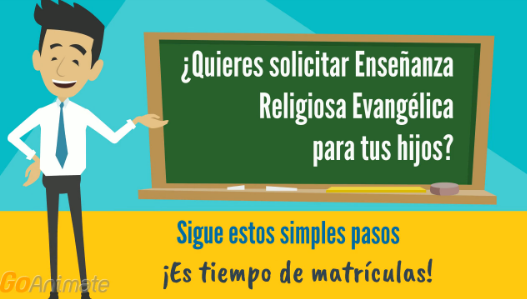 ¿Quieres solicitar Enseñanza
Religiosa Evangélica
para tus hijos?
Sigue estos simples pasos
¡Es tiempo de matrículas!
GoAnimate